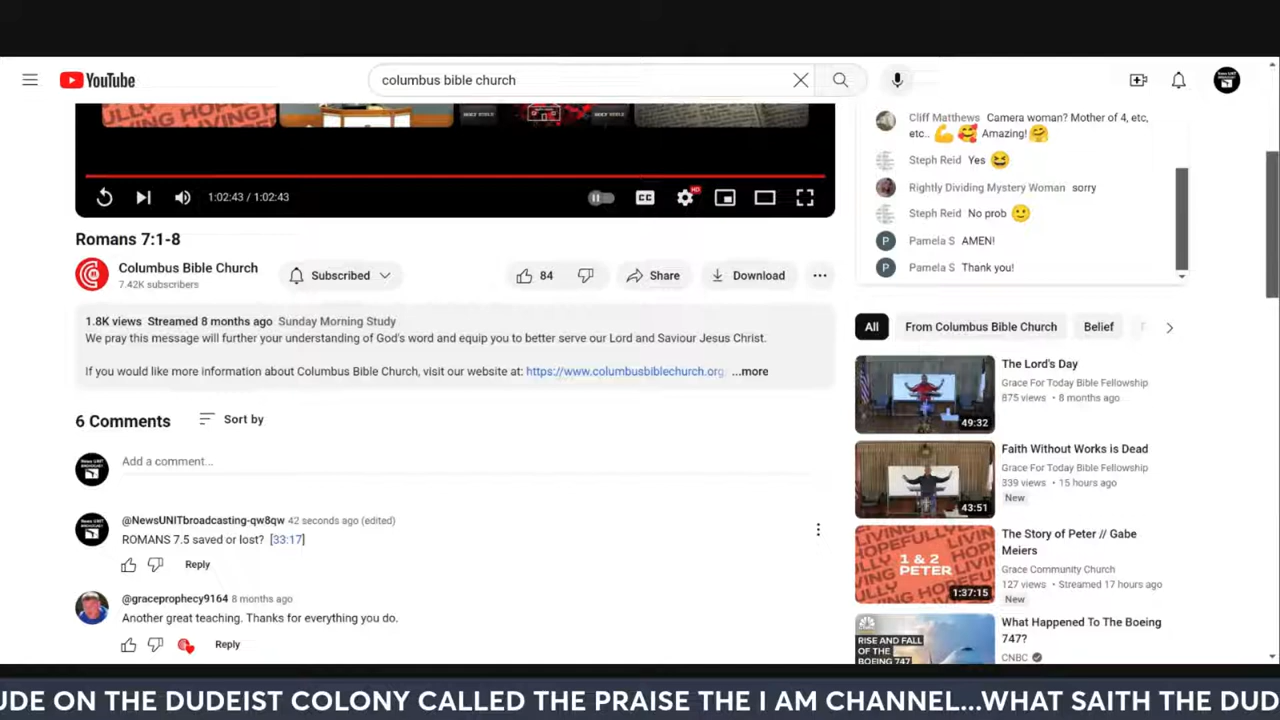 YouTube
columbus bible church
ULLY HOPEF
LIVING HOPEF
HOLY BIBLE
HOLY BIBLE
1:02:43 / 1:02:43
CC
HD
Romans 7:1-8
Columbus Bible Church
7.42K subscribers
Subscribed
84
Share
Download
1.8K views Streamed 8 months ago Sunday Morning Study
We pray this message will further your understanding of God's word and equip you to better serve our Lord and Saviour Jesus Christ.
If you would like more information about Columbus Bible Church, visit our website at: https://www.columbusbiblechurch.org ...more
6 Comments
Sort by
Add a comment...
@NewsUNITbroadcasting-qw8qw 42 seconds ago (edited)
ROMANS 7.5 saved or lost? [33:17]
Reply
@graceprophecy9164 8 months ago
Another great teaching. Thanks for everything you do.
Reply
Cliff Matthews Camera woman? Mother of 4, etc,
etc.. 💪🥰 Amazing!🤗
Steph Reid Yes 😆
Rightly Dividing Mystery Woman sorry
Steph Reid No prob 🙂
P Pamela S AMEN!
P Pamela S Thank you!
All
From Columbus Bible Church
Belief
The Lord's Day
Grace For Today Bible Fellowship
875 views • 8 months ago
49:32
Faith Without Works is Dead
Grace For Today Bible Fellowship
339 views • 15 hours ago
New
43:51
The Story of Peter // Gabe
Meiers
Grace Community Church
127 views • Streamed 17 hours ago
New
1 & 2
PETER
1:37:15
What Happened To The Boeing
747?
CNBC
RISE AND FALL
OF THE
BOEING 747
UDE ON THE DUDEIST COLONY CALLED THE PRAISE THE I AM CHANNEL...WHAT SAITH THE DUD